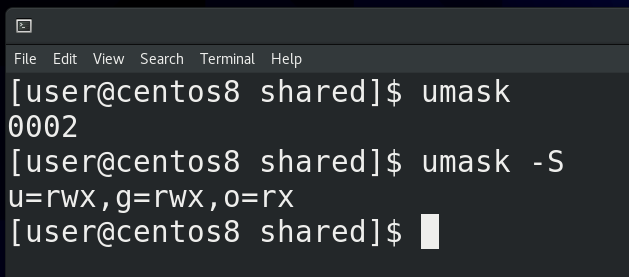 File Edit View Search Terminal Help
[user@centos8 shared]$ umask
0002
[user@centos8 shared]$ umask -S
u=rwx,g=rwx,o=rx
[user@centos8 shared]$